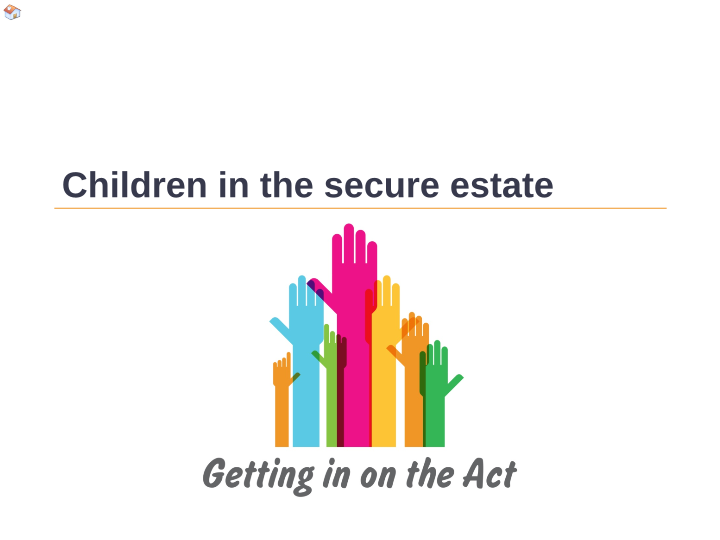 Children in the secure estate
Getting in on the Act